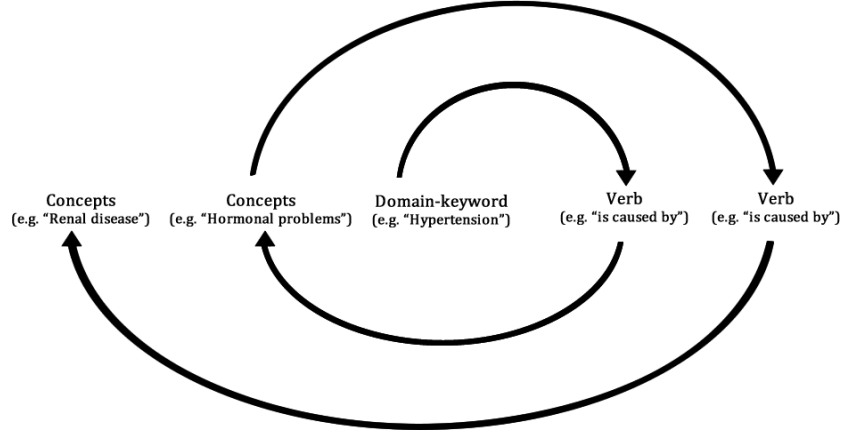 Concepts
(e.g. “Renal disease”)
Concepts
(e.g. “Hormonal problems”)
Domain-keyword
(e.g. “Hypertension”)
Verb
(e.g. “is caused by”)
Verb
(e.g. “is caused by”)